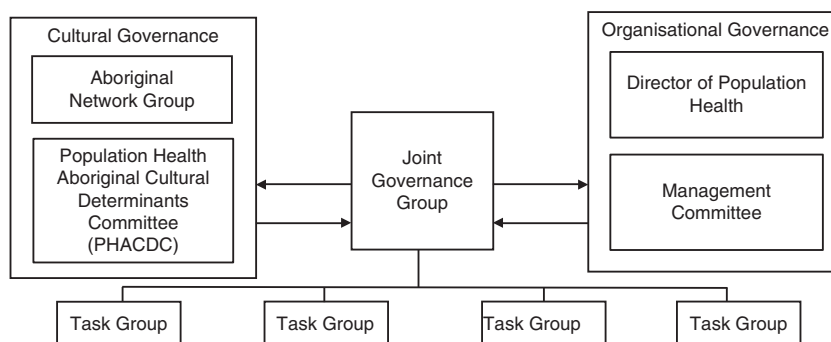 Cultural Governance
Aboriginal
Network Group
Population Health
Aboriginal Cultural
Determinants
Committee
(PHACDC)
Joint
Governance
Group
Organisational Governance
Director of Population
Health
Management
Committee
Task Group
Task Group
Task Group
Task Group